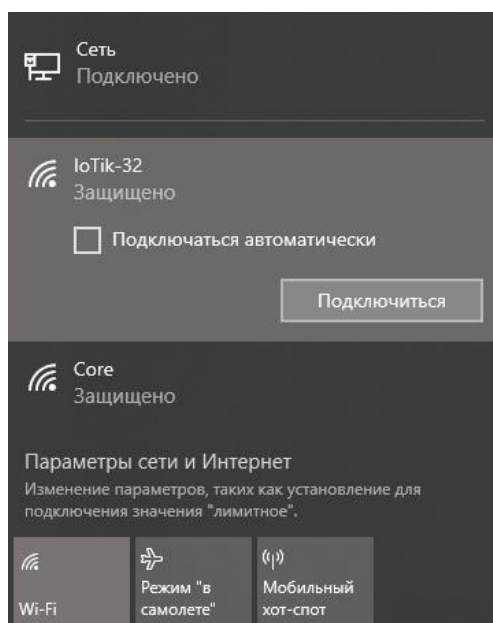 Сеть
Подключено
IoTik-32
Защищено
Подключаться автоматически
Подключиться
Core
Защищено
Параметры сети и Интернет
Изменение параметров, таких как установление для
подключения значения "лимитное".
Wi-Fi
Режим "в
самолете"
Мобильный
хот-спот